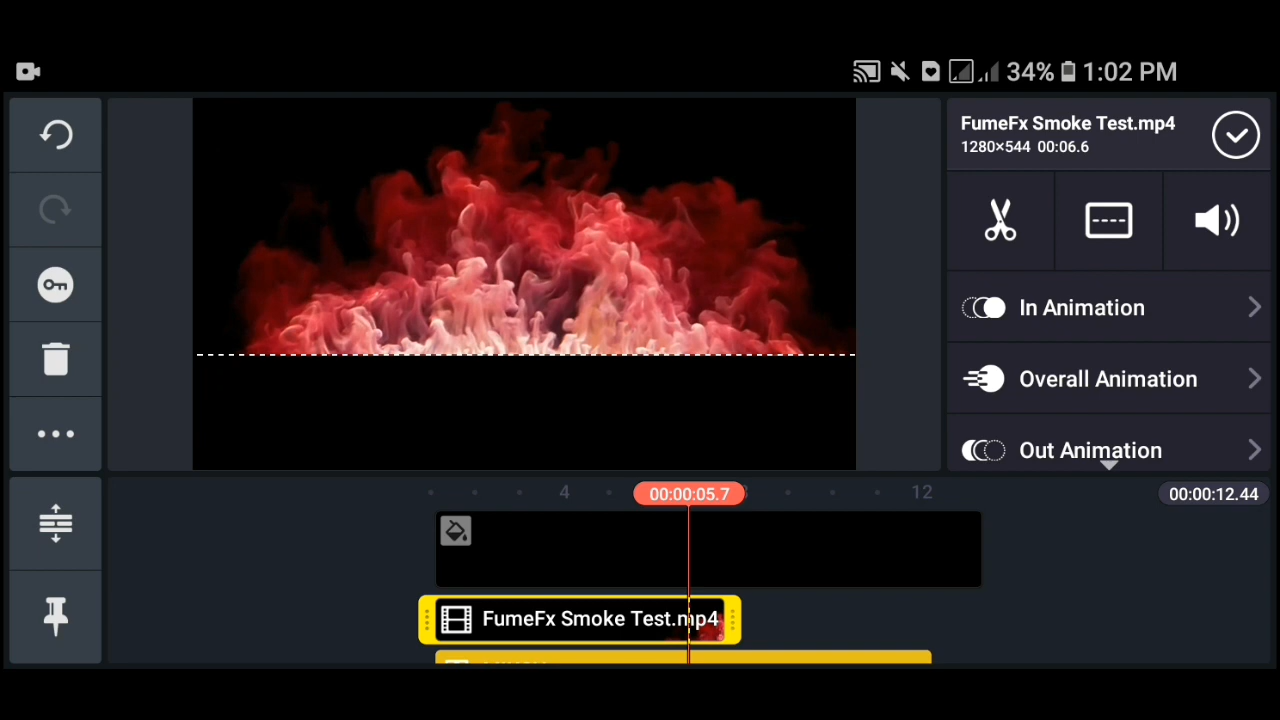 34% 1:02 PM
FumeFx Smoke Test.mp4
1280×544 00:06.6
In Animation
Overall Animation
Out Animation
4
00:00:05.7
12
00:00:12.44
FumeFx Smoke Test.mp4